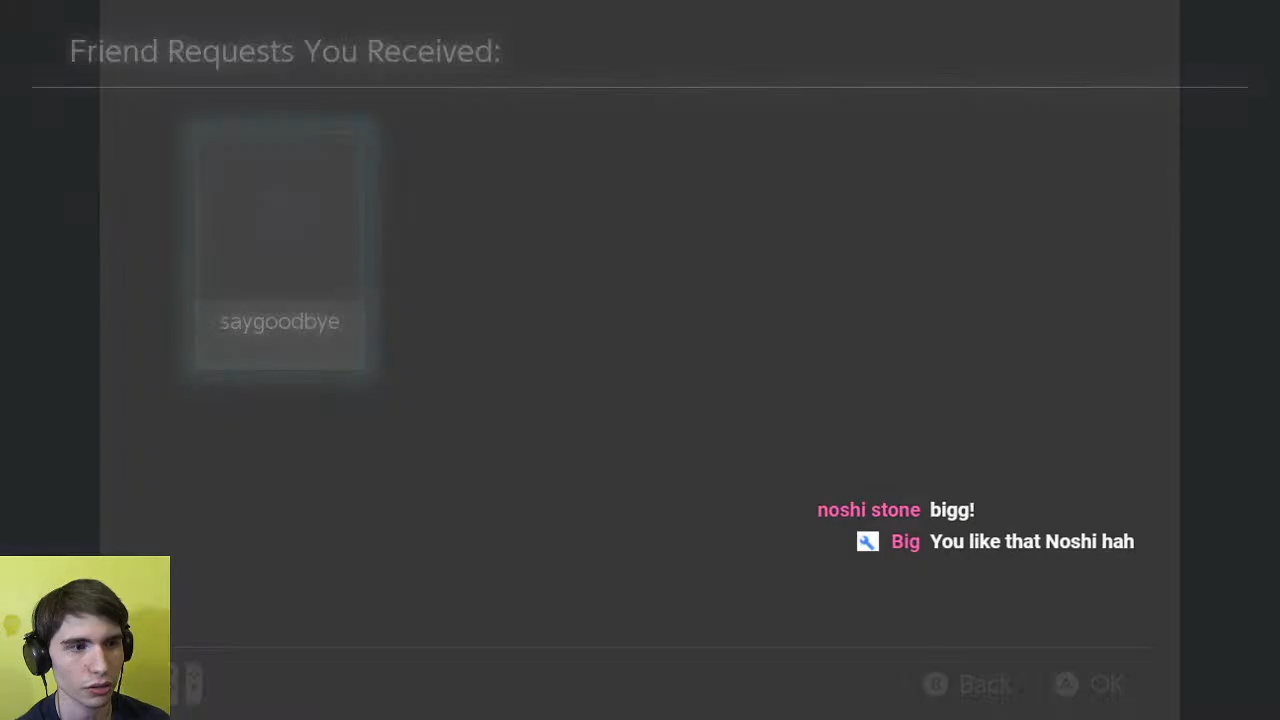 Friend Requests You Received:
saygoodbye
noshi stone bigg!
Big You like that Noshi hah
Back
OK